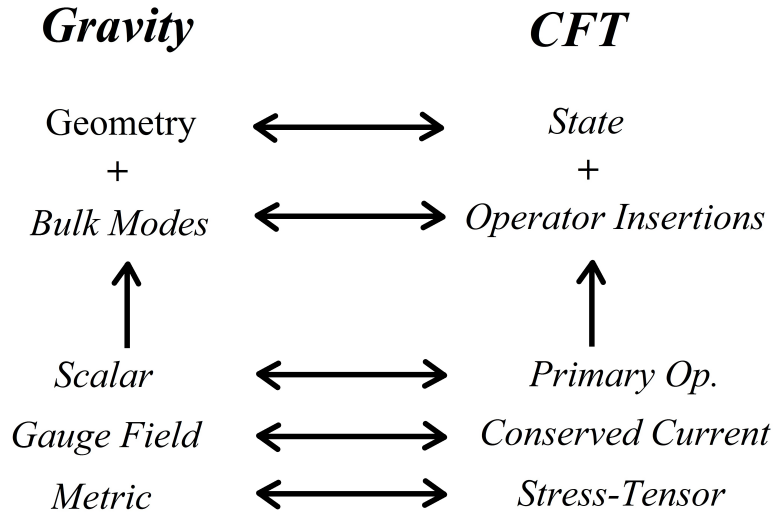 Gravity CFT
Geometry State
+ +
Bulk Modes Operator Insertions
Scalar Primary Op.
Gauge Field Conserved Current
Metric Stress-Tensor